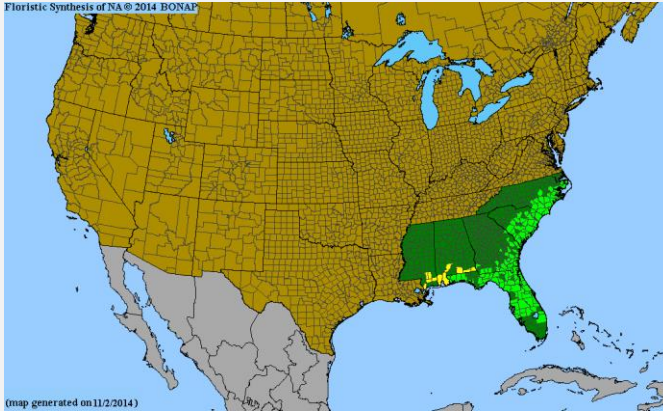 Floristic Synthesis of NA © 2014 BONAP
(map generated on 11/2/2014 )